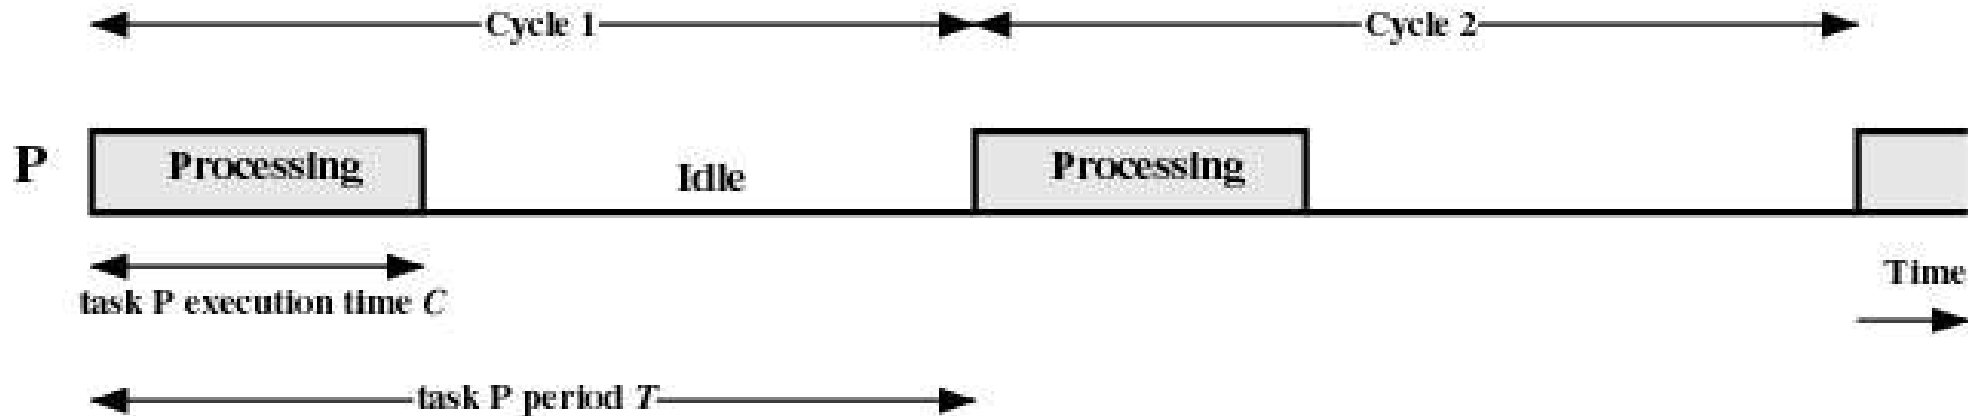 Cycle 1
Cycle 2
P
Processing
Idle
Processing
task P execution time C
Time
task P period T